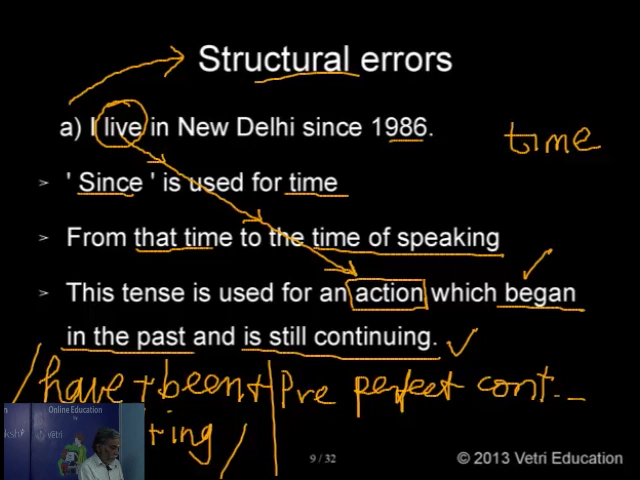 Structural errors
a) I live in New Delhi since 1986.
time
➢ ' Since ' is used for time
➢ From that time to the time of speaking
➢ This tense is used for an action which began
in the past and is still continuing.
/have + been + | Pre perfect cont...
+ ing/
Online Education
by
vetri
9 / 32
© 2013 Vetri Education